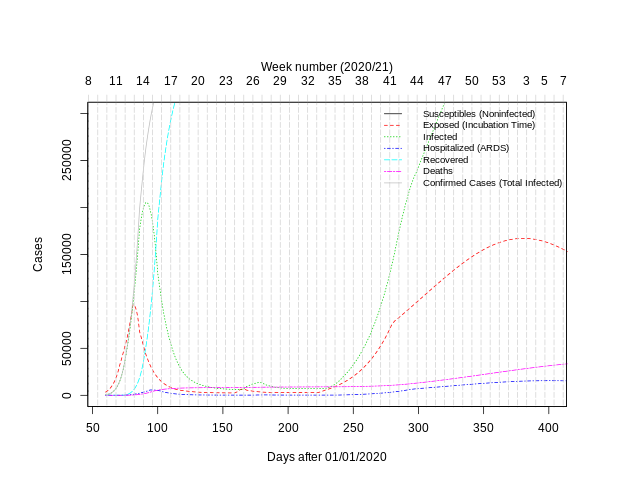 Week number (2020/21)
8 11 14 17 20 23 26 29 32 35 38 41 44 47 50 53 3 5 7
Susceptibles (Noninfected)
Exposed (Incubation Time)
Infected
Hospitalized (ARDS)
Recovered
Deaths
Confirmed Cases (Total Infected)
Cases
250000
150000
50000
0
50 100 150 200 250 300 350 400
Days after 01/01/2020